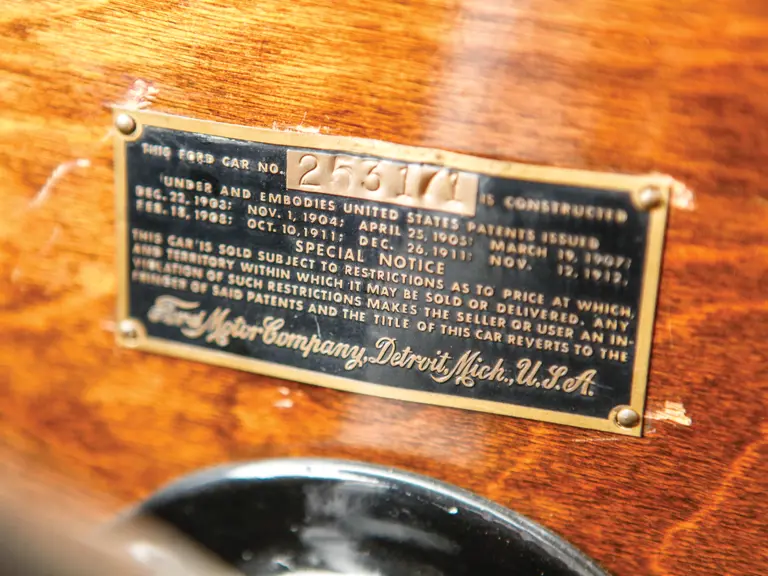 THIS FORD CAR NO. 253171 IS CONSTRUCTED
UNDER AND EMBODIES UNITED STATES PATENTS ISSUED
DEC. 22, 1903; NOV. 1, 1904; APRIL 25, 1905; MARCH 19, 1907;
FEB. 18, 1908; OCT. 10, 1911; DEC. 26, 1911; NOV. 12, 1912.
SPECIAL NOTICE
THIS CAR IS SOLD SUBJECT TO RESTRICTIONS AS TO PRICE AT WHICH,
AND TERRITORY WITHIN WHICH IT MAY BE SOLD OR DELIVERED. ANY
VIOLATION OF SUCH RESTRICTIONS MAKES THE SELLER OR USER AN IN-
FRINGER OF SAID PATENTS AND THE TITLE OF THIS CAR REVERTS TO THE
Ford Motor Company, Detroit, Mich., U.S.A.